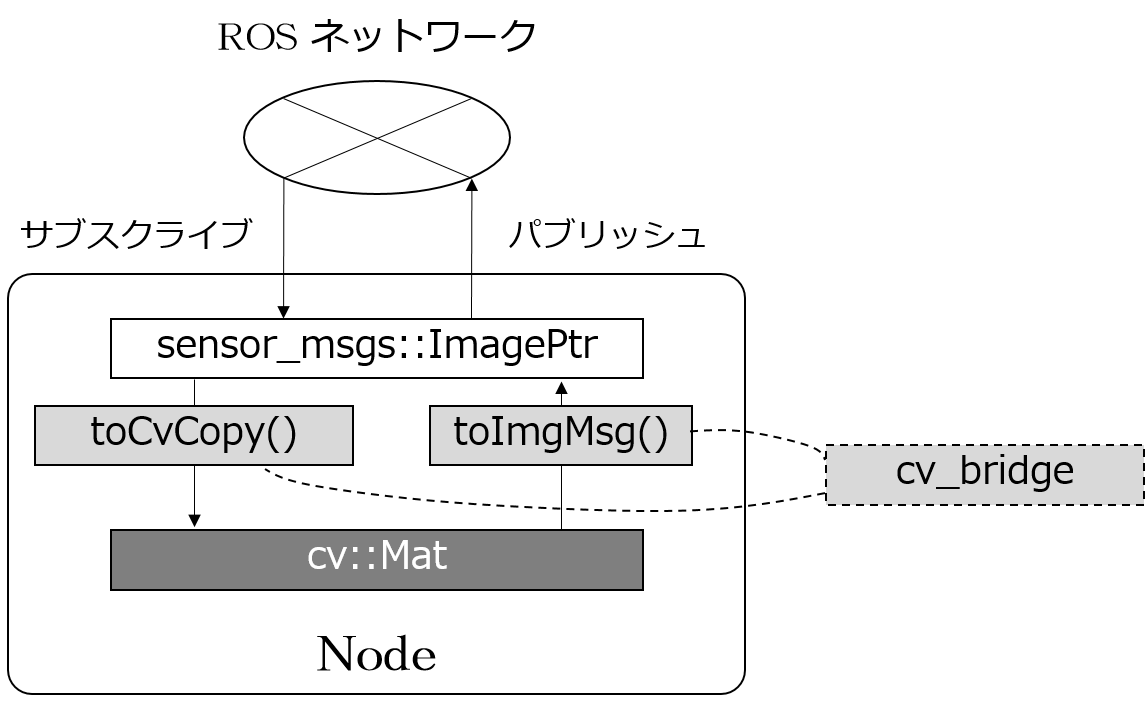 ROS ネットワーク
サブスクライブ
パブリッシュ
sensor_msgs::ImagePtr
toCvCopy()
toImgMsg()
cv_bridge
cv::Mat
Node